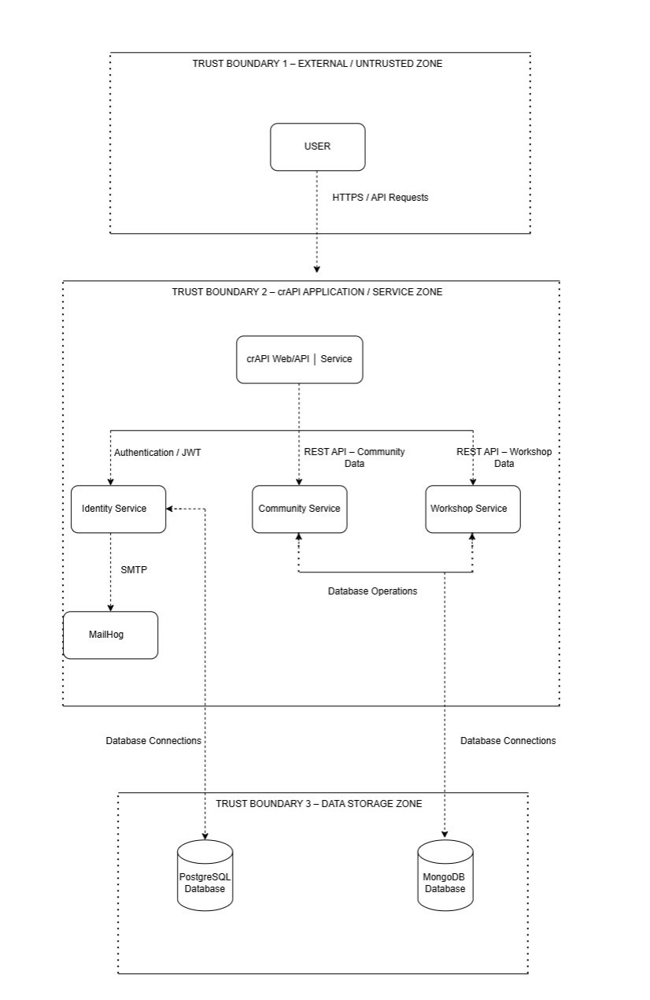 TRUST BOUNDARY 1 – EXTERNAL / UNTRUSTED ZONE
USER
HTTPS / API Requests
TRUST BOUNDARY 2 – crAPI APPLICATION / SERVICE ZONE
crAPI Web/API │ Service
Authentication / JWT
REST API – Community
Data
REST API – Workshop
Data
Identity Service
Community Service
Workshop Service
SMTP
Database Operations
MailHog
Database Connections
Database Connections
TRUST BOUNDARY 3 – DATA STORAGE ZONE
PostgreSQL
Database
MongoDB
Database